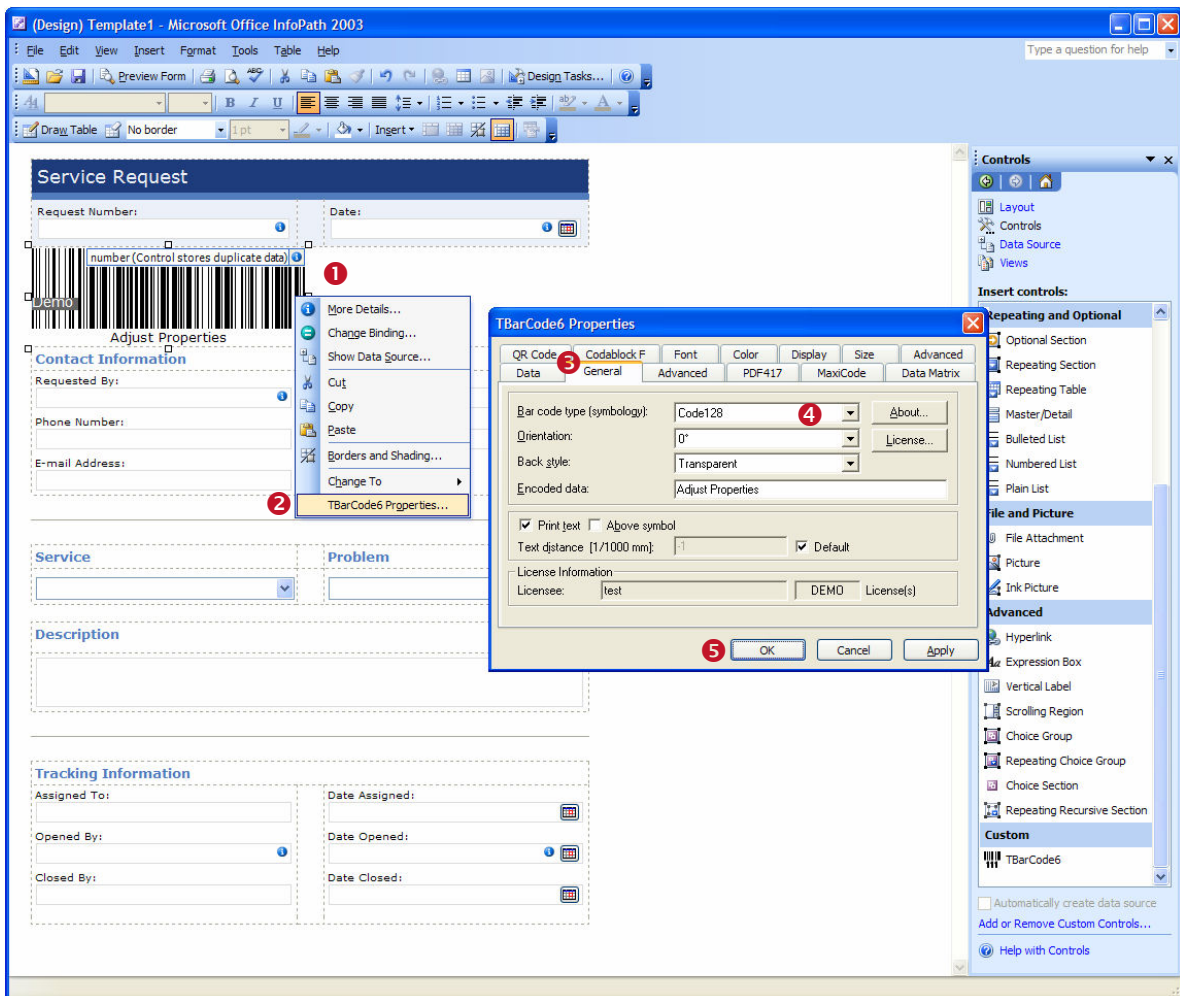 (Design) Template1 - Microsoft Office InfoPath 2003
File Edit View Insert Format Tools Table Help
Type a question for help
Preview Form
Design Tasks...
B I U
Draw Table No border 1 pt Insert
Service Request
Request Number:
Date:
number (Control stores duplicate data)
Demo
Adjust Properties
1
More Details...
Change Binding...
Show Data Source...
Cut
Copy
Paste
Borders and Shading...
Change To
2 TBarCode6 Properties...
Contact Information
Requested By:
Phone Number:
E-mail Address:
Service
Problem
Description
Tracking Information
Assigned To:
Date Assigned:
Opened By:
Date Opened:
Closed By:
Date Closed:
TBarCode6 Properties
QR Code Codablock F Font Color Display Size Advanced
3
Data General Advanced PDF417 MaxiCode Data Matrix
Bar code type (symbology): Code128 4 About...
Orientation: 0° License...
Back style: Transparent
Encoded data: Adjust Properties
Print text Above symbol
Text distance [1/1000 mm]: -1 Default
License Information
Licensee: test DEMO License(s)
5 OK Cancel Apply
Controls
Layout
Controls
Data Source
Views
Insert controls:
Repeating and Optional
Optional Section
Repeating Section
Repeating Table
Master/Detail
Bulleted List
Numbered List
Plain List
File and Picture
File Attachment
Picture
Ink Picture
Advanced
Hyperlink
Expression Box
Vertical Label
Scrolling Region
Choice Group
Repeating Choice Group
Choice Section
Repeating Recursive Section
Custom
TBarCode6
Automatically create data source
Add or Remove Custom Controls...
Help with Controls